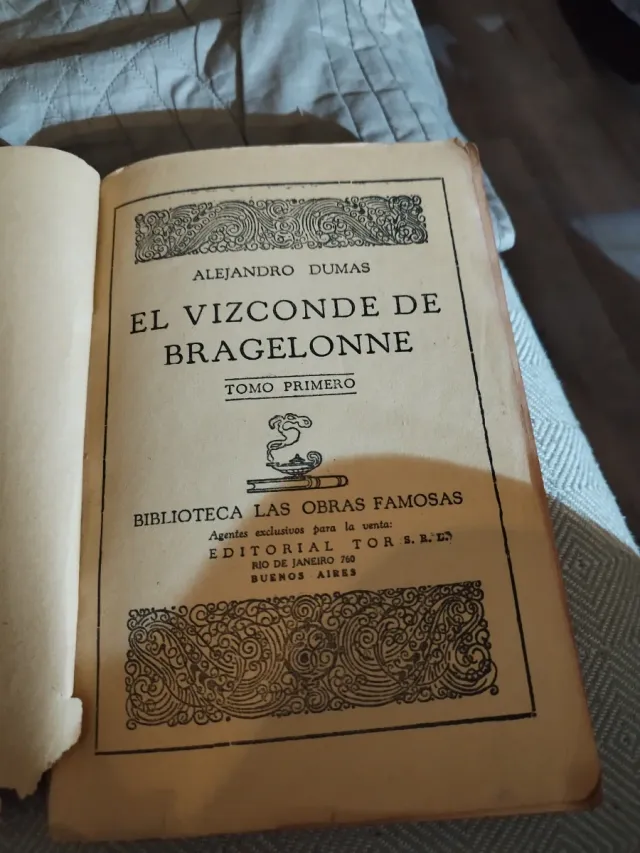 ALEJANDRO DUMAS
EL VIZCONDE DE
BRAGELONNE
TOMO PRIMERO
BIBLIOTECA LAS OBRAS FAMOSAS
Agentes exclusivos para la venta:
EDITORIAL TOR S. R. L.
RIO DE JANEIRO 760
BUENOS AIRES